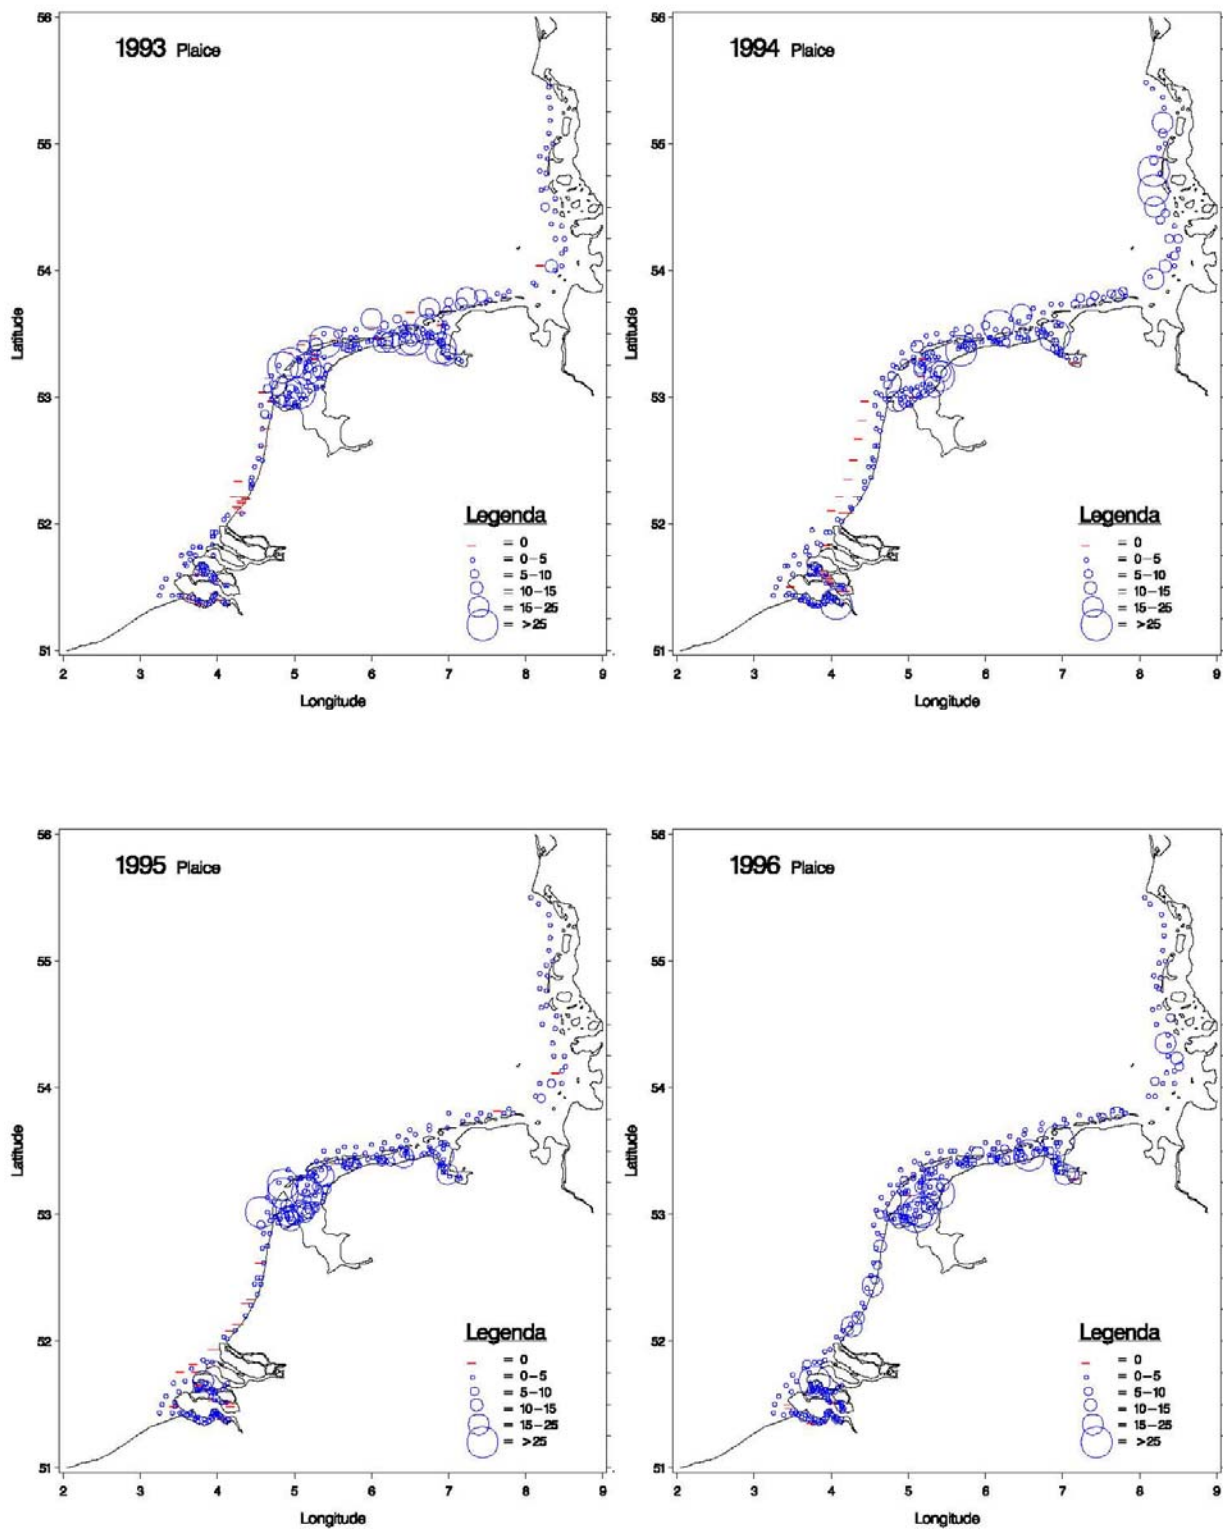 1993 Plaice
56
55
54
53
52
51
Latitude
2 3 4 5 6 7 8 9
Longitude
Legenda
= 0
= 0-5
= 5-10
= 10-15
= 15-25
= >25
1994 Plaice
56
55
54
53
52
51
Latitude
2 3 4 5 6 7 8 9
Longitude
Legenda
= 0
= 0-5
= 5-10
= 10-15
= 15-25
= >25
1995 Plaice
56
55
54
53
52
51
Latitude
2 3 4 5 6 7 8 9
Longitude
Legenda
= 0
= 0-5
= 5-10
= 10-15
= 15-25
= >25
1996 Plaice
56
55
54
53
52
51
Latitude
2 3 4 5 6 7 8 9
Longitude
Legenda
= 0
= 0-5
= 5-10
= 10-15
= 15-25
= >25